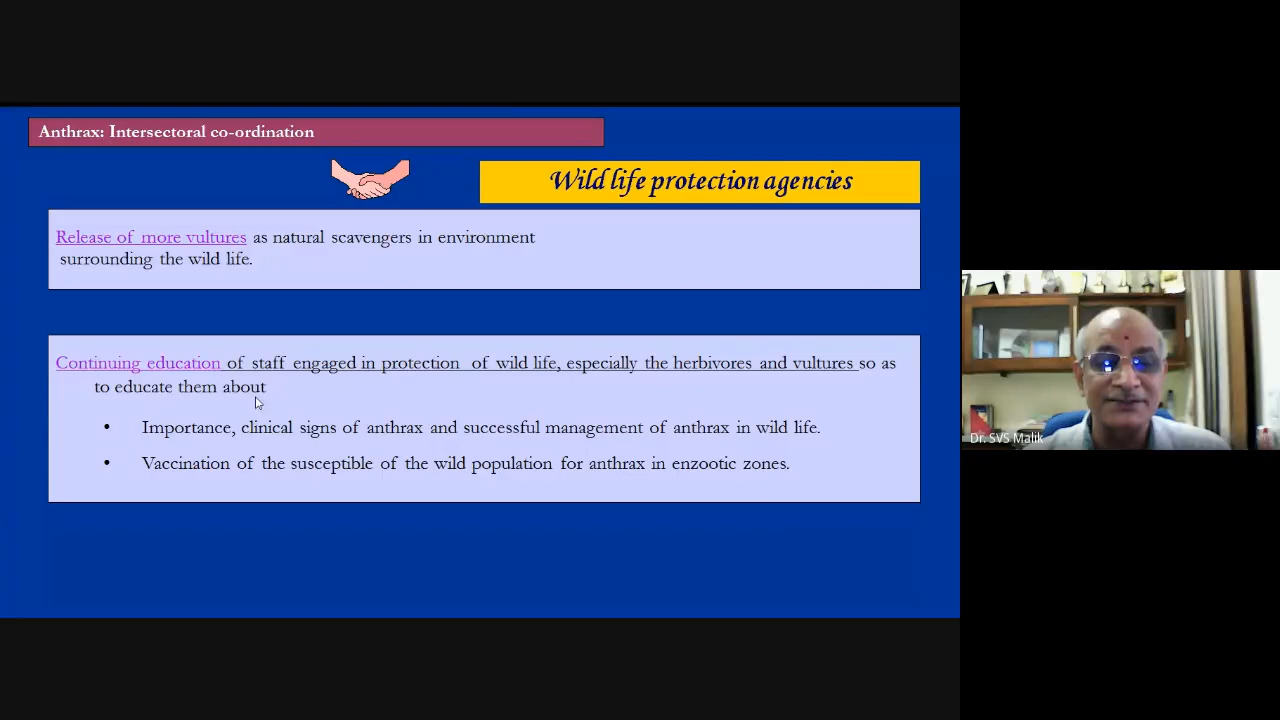 Anthrax: Intersectoral co-ordination
Wild life protection agencies
Release of more vultures as natural scavengers in environment
surrounding the wild life.
Continuing education of staff engaged in protection of wild life, especially the herbivores and vultures so as
to educate them about
• Importance, clinical signs of anthrax and successful management of anthrax in wild life.
• Vaccination of the susceptible of the wild population for anthrax in enzootic zones.
Dr. SVS Malik